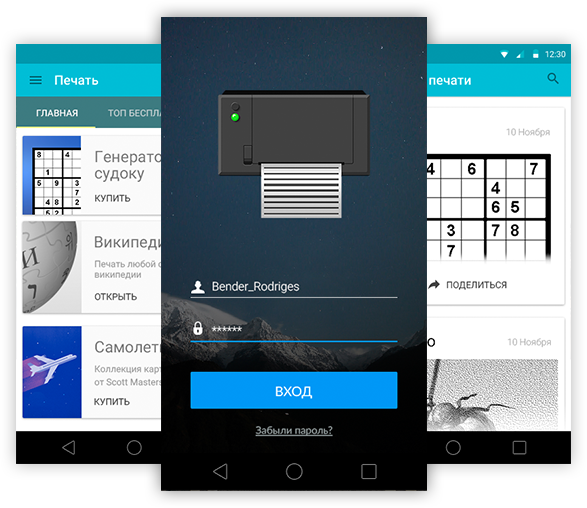 Печать
ГЛАВНАЯ
ТОП БЕСПЛА
Генерато
судоку
КУПИТЬ
Википеди
Печать любой с
википедии
ОТКРЫТЬ
Самолеть
Коллекция карт
от Scott Masters
КУПИТЬ
Bender_Rodriges
******
ВХОД
Забыли пароль?
12:30
печати
10 Ноября
4 6 7
4
6 5
3 7 8
7
ПОДЕЛИТЬСЯ
О
10 Ноября